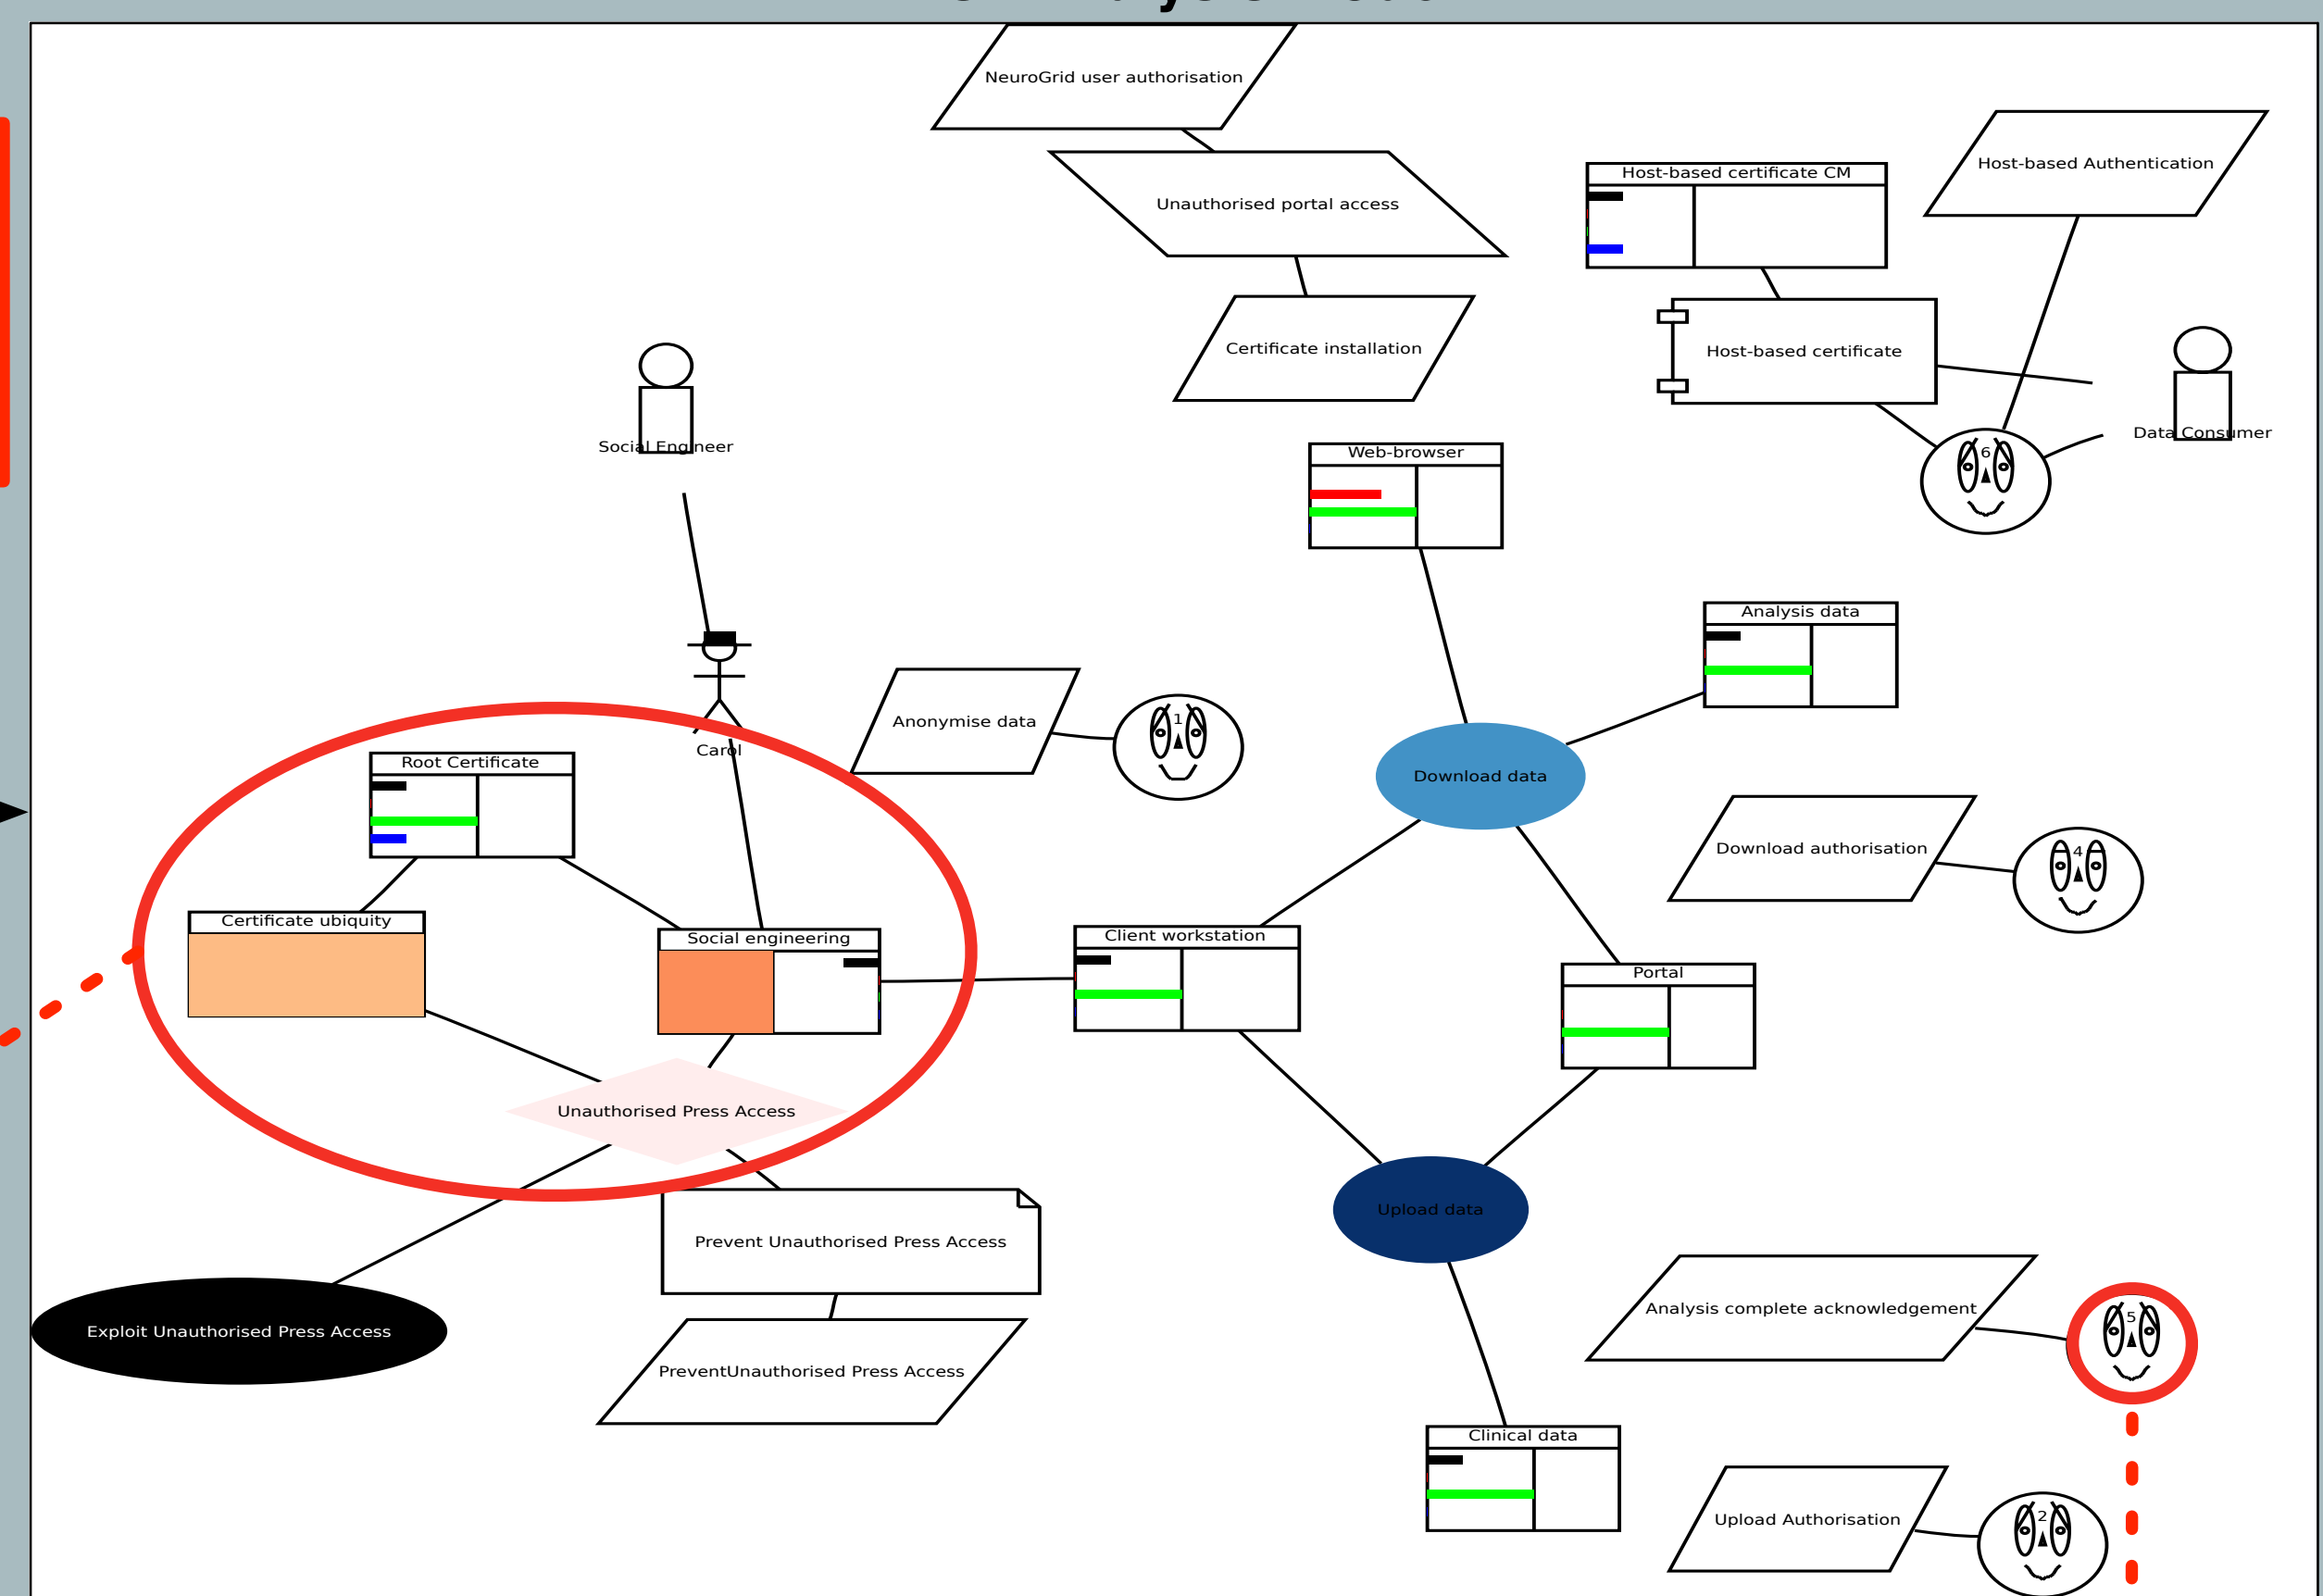 NeuroGrid user authorisation
Host-based Authentication
Host-based certificate CM
Unauthorised portal access
Certificate installation
Host-based certificate
Data Consumer
6
Social Engineer
Web-browser
Analysis data
Anonymise data
1
Carol
Root Certificate
Download data
Download authorisation
4
Certificate ubiquity
Social engineering
Client workstation
Portal
Unauthorised Press Access
Upload data
Prevent Unauthorised Press Access
Analysis complete acknowledgement
5
Exploit Unauthorised Press Access
PreventUnauthorised Press Access
Clinical data
Upload Authorisation
2